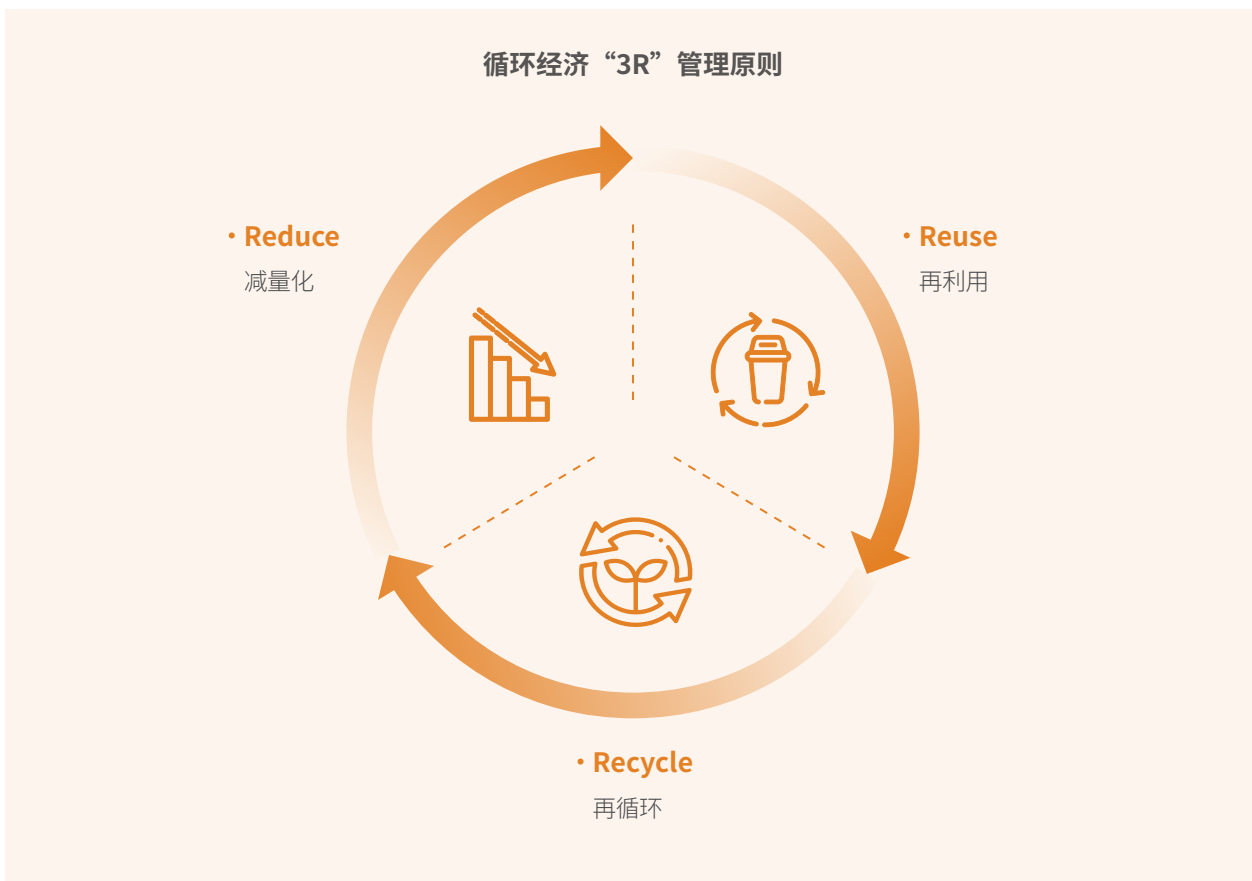 循环经济“3R”管理原则
· Reduce
减量化
· Reuse
再利用
· Recycle
再循环